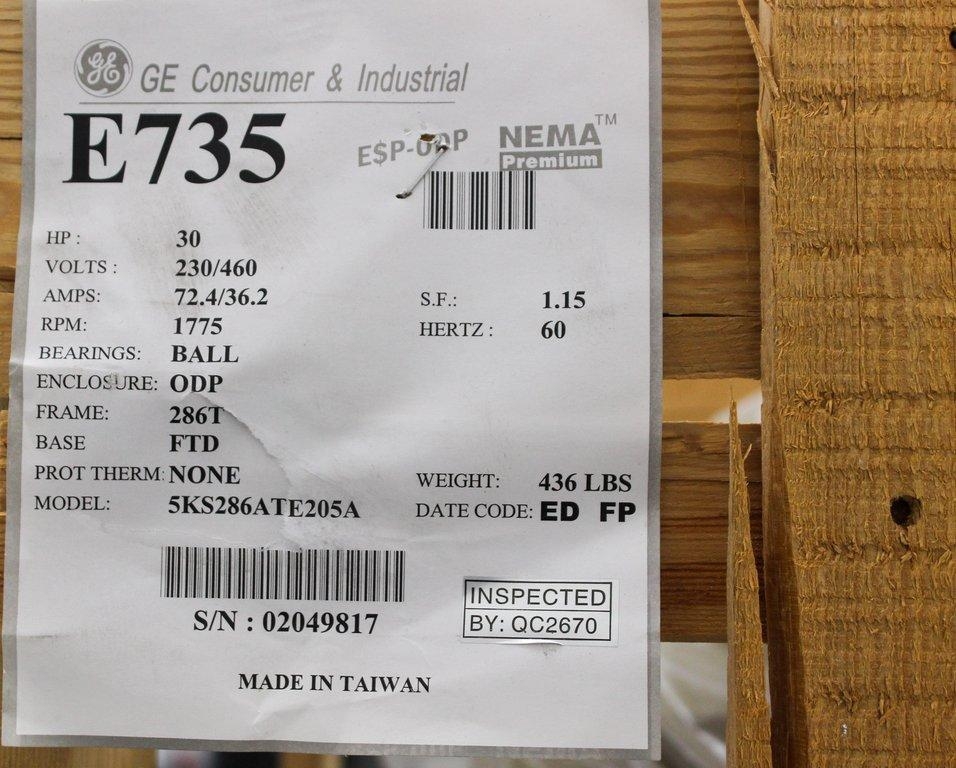 GE Consumer & Industrial
E735
E$P-ODP
NEMA™
Premium
HP : 30
VOLTS : 230/460
AMPS: 72.4/36.2 S.F.: 1.15
RPM: 1775 HERTZ : 60
BEARINGS: BALL
ENCLOSURE: ODP
FRAME: 286T
BASE FTD
PROT THERM: NONE WEIGHT: 436 LBS
MODEL: 5KS286ATE205A DATE CODE: ED FP
S/N : 02049817
INSPECTED
BY: QC2670
MADE IN TAIWAN